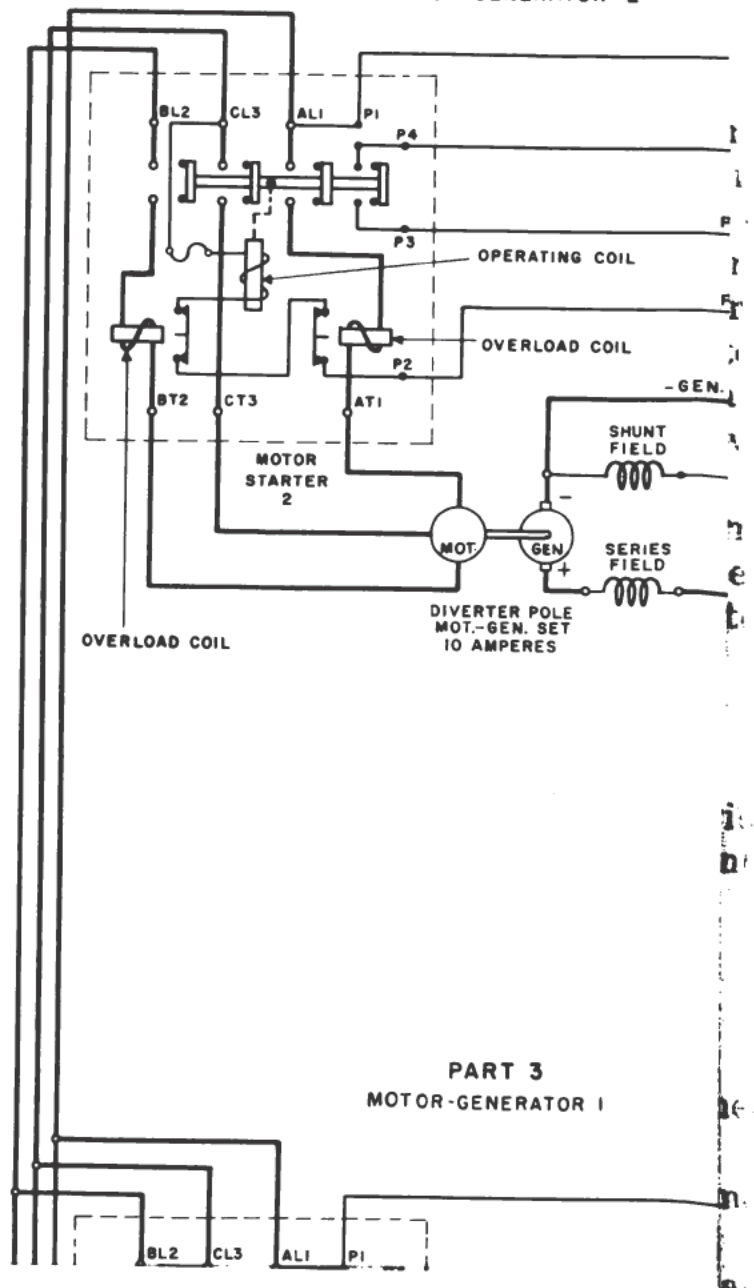 BL2 CL3 AL1 P1
P4
P3
OPERATING COIL
OVERLOAD COIL
P2
-GEN.
BT2 CT3 AT1
SHUNT
FIELD
MOTOR
STARTER
2
-
MOT. GEN
+
SERIES
FIELD
DIVERTER POLE
MOT.-GEN. SET
10 AMPERES
OVERLOAD COIL
PART 3
MOTOR-GENERATOR 1
BL2 CL3 AL1 P1